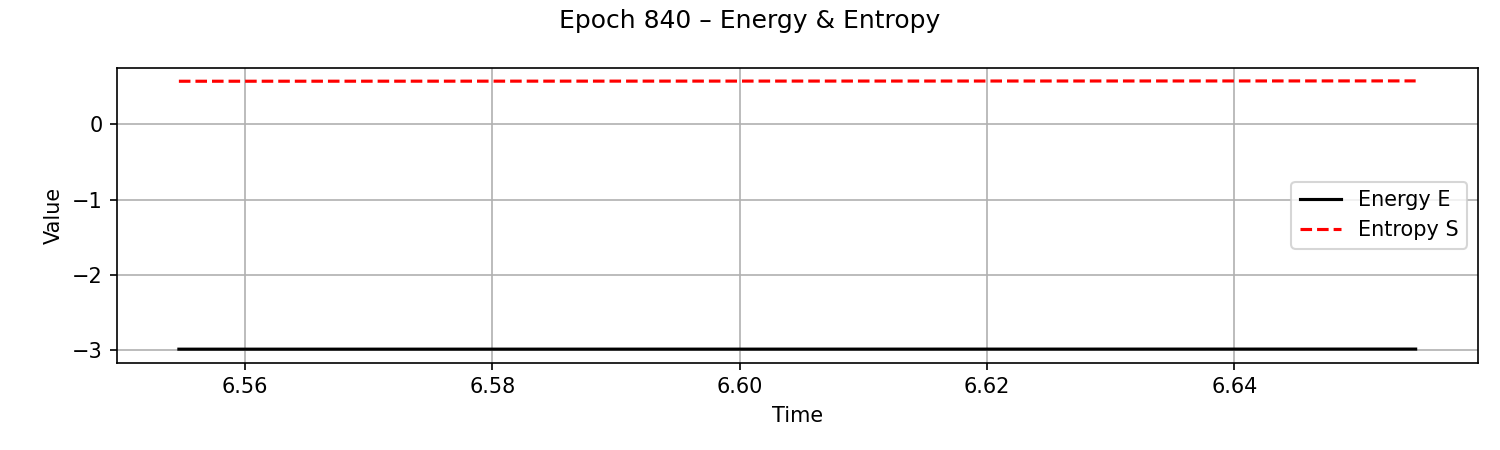 Epoch 840 – Energy & Entropy
Value
0
−1
−2
−3
Energy E
Entropy S
6.56 6.58 6.60 6.62 6.64
Time